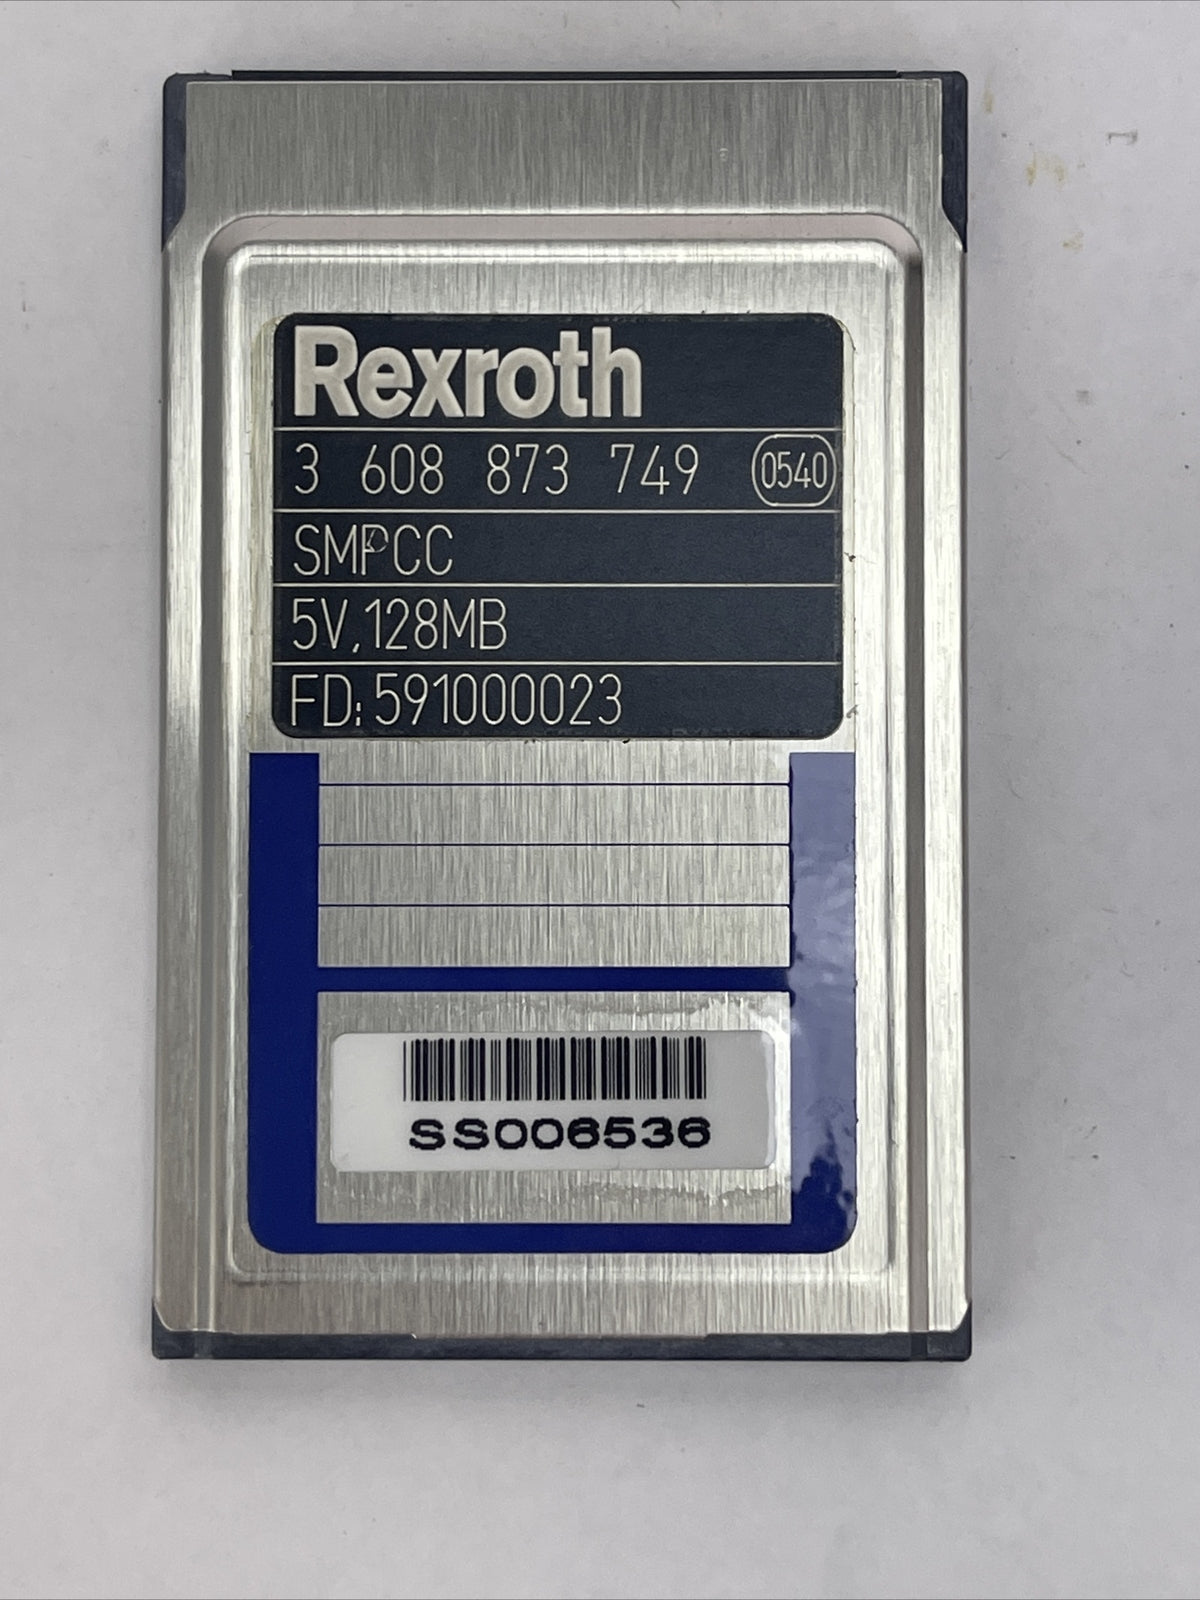 Rexroth
3 608 873 749 0540
SMPCC
5V,128MB
FD:591000023
SS006536